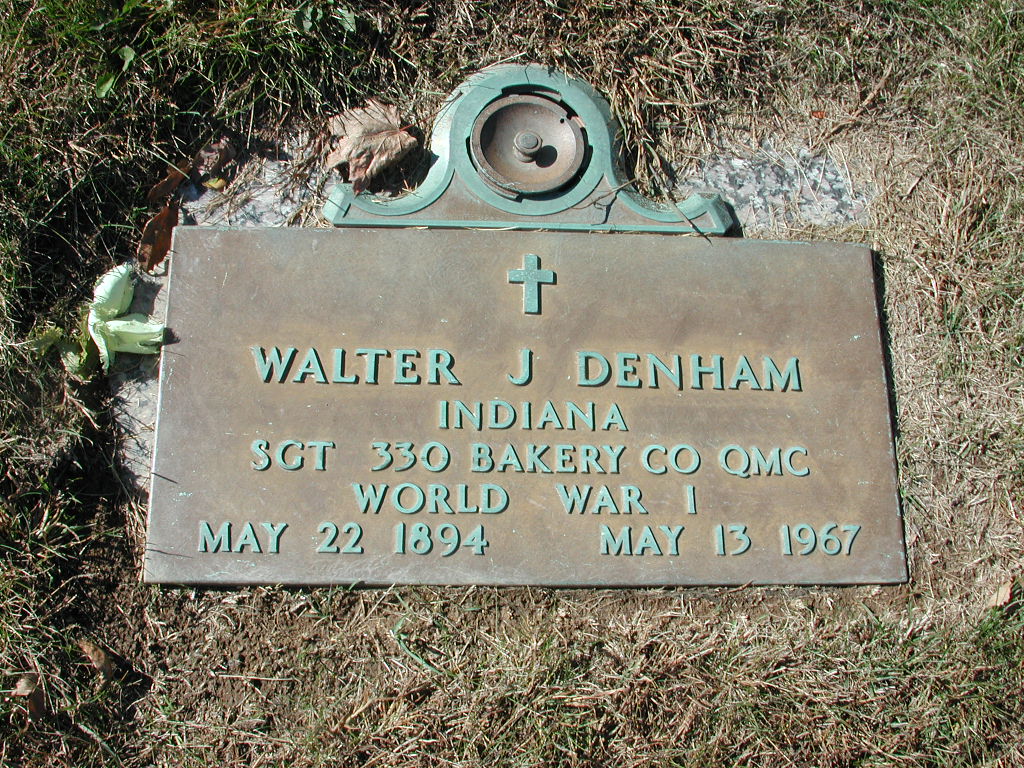 WALTER J DENHAM
INDIANA
SGT 330 BAKERY CO QMC
WORLD WAR I
MAY 22 1894 MAY 13 1967